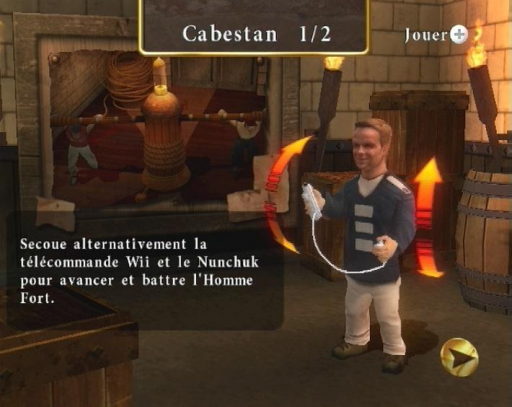 Cabestan 1/2
Jouer
Secoue alternativement la
télécommande Wii et le Nunchuk
pour avancer et battre l'Homme
Fort.